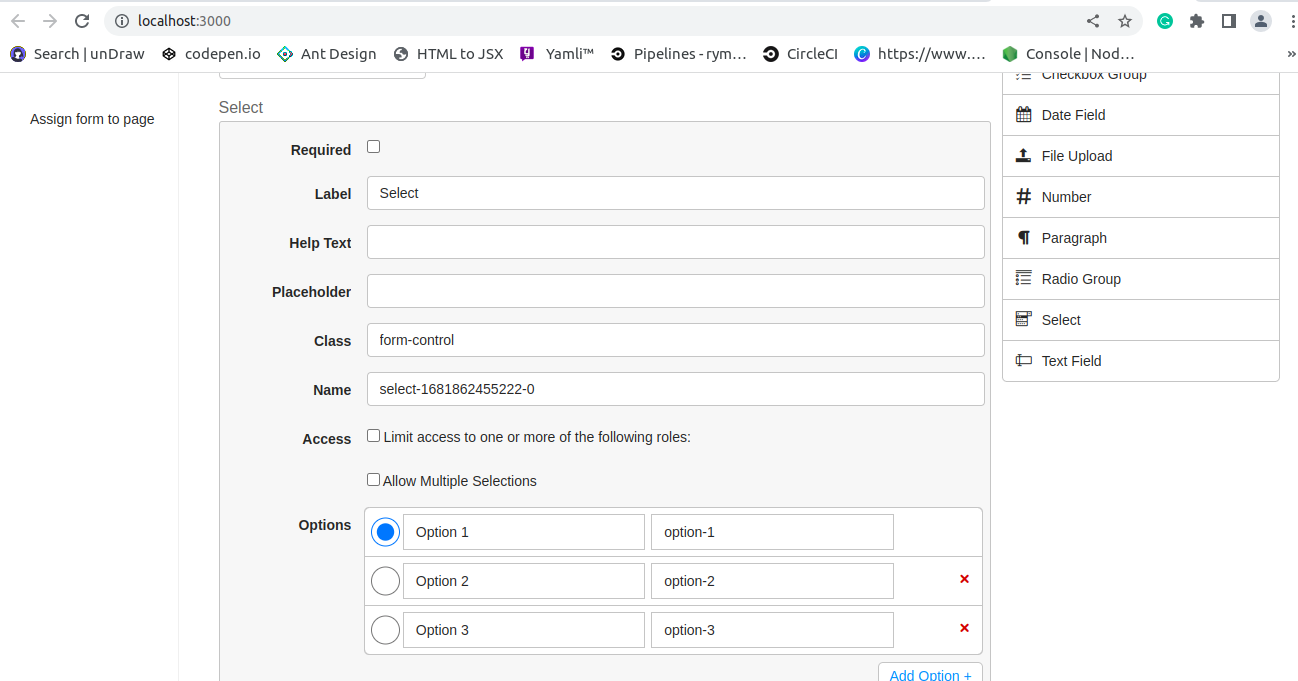 localhost:3000
Search | unDraw codepen.io Ant Design HTML to JSX Yamli™ Pipelines - rym... CircleCI https://www.... Console | Nod... »
Checkbox Group
Assign form to page
Select
Required
Label Select
Help Text
Placeholder
Class form-control
Name select-1681862455222-0
Access Limit access to one or more of the following roles:
Allow Multiple Selections
Options Option 1 option-1
Option 2 option-2 ×
Option 3 option-3 ×
Add Option +
Date Field
File Upload
Number
Paragraph
Radio Group
Select
Text Field